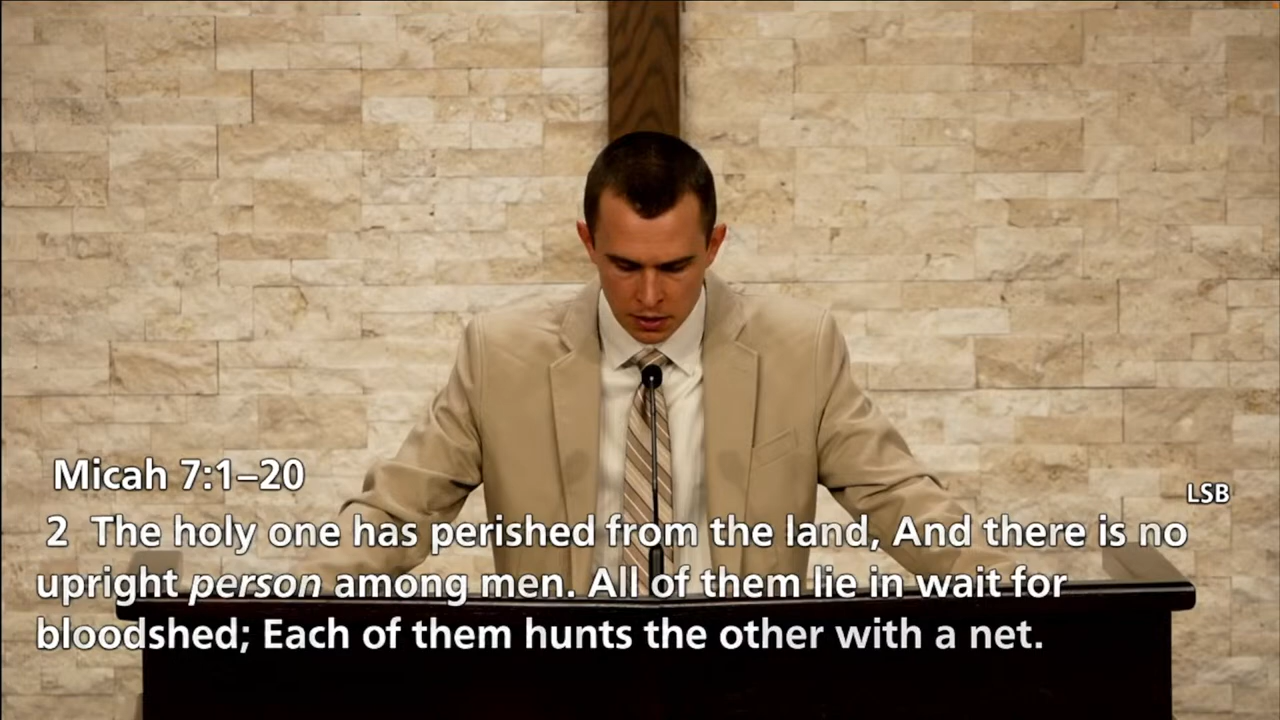 Micah 7:1–20
LSB
2 The holy one has perished from the land, And there is no
upright person among men. All of them lie in wait for
bloodshed; Each of them hunts the other with a net.